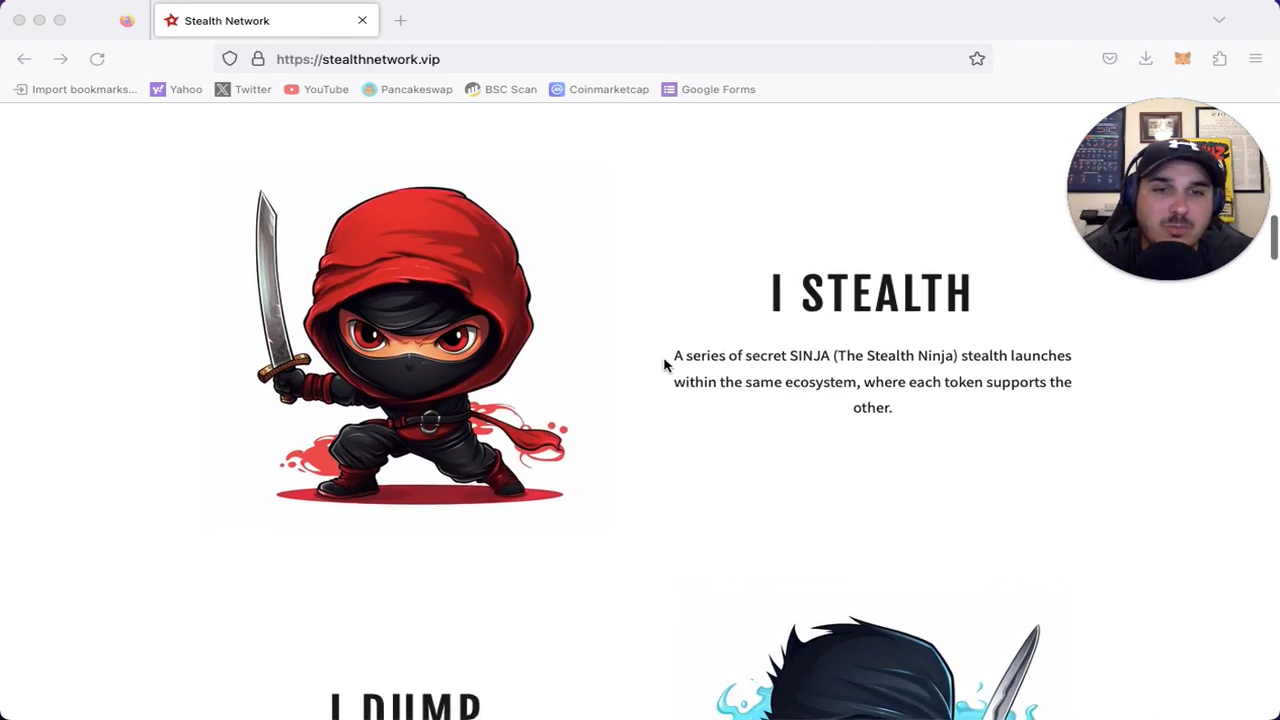 Stealth Network
https://stealthnetwork.vip
Import bookmarks...
Yahoo
Twitter
YouTube
Pancakeswap
BSC Scan
Coinmarketcap
Google Forms
I STEALTH
A series of secret SINJA (The Stealth Ninja) stealth launches
within the same ecosystem, where each token supports the
other.
I DUMP